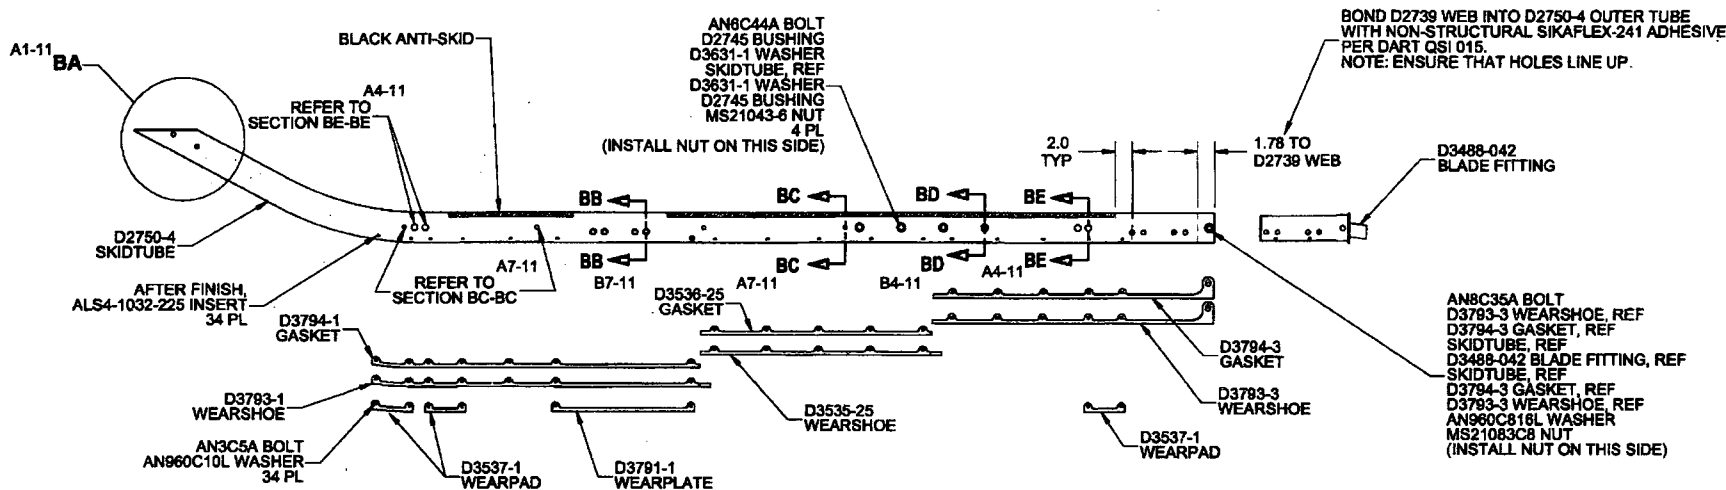 A1-11
BA
BLACK ANTI-SKID
A4-11
REFER TO
SECTION BE-BE
AN6C44A BOLT
D2745 BUSHING
D3631-1 WASHER
SKIDTUBE, REF
D3631-1 WASHER
D2745 BUSHING
MS21043-6 NUT
4 PL
(INSTALL NUT ON THIS SIDE)
BOND D2739 WEB INTO D2750-4 OUTER TUBE
WITH NON-STRUCTURAL SIKAFLEX-241 ADHESIVE
PER DART QSI 015.
NOTE: ENSURE THAT HOLES LINE UP.
2.0
TYP
1.78 TO
D2739 WEB
D3488-042
BLADE FITTING
BB
BC
BD
BE
D2750-4
SKIDTUBE
A7-11
REFER TO
SECTION BC-BC
BB
B7-11
BC
A7-11
BD
B4-11
BE
A4-11
AFTER FINISH,
ALS4-1032-225 INSERT
34 PL
D3794-1
GASKET
D3536-25
GASKET
D3794-3
GASKET
D3793-1
WEARSHOE
D3535-25
WEARSHOE
D3793-3
WEARSHOE
AN3C5A BOLT
AN960C10L WASHER
34 PL
D3537-1
WEARPAD
D3791-1
WEARPLATE
D3537-1
WEARPAD
AN8C35A BOLT
D3793-3 WEARSHOE, REF
D3794-3 GASKET, REF
SKIDTUBE, REF
D3488-042 BLADE FITTING, REF
SKIDTUBE, REF
D3794-3 GASKET, REF
D3793-3 WEARSHOE, REF
AN960C816L WASHER
MS21083C8 NUT
(INSTALL NUT ON THIS SIDE)